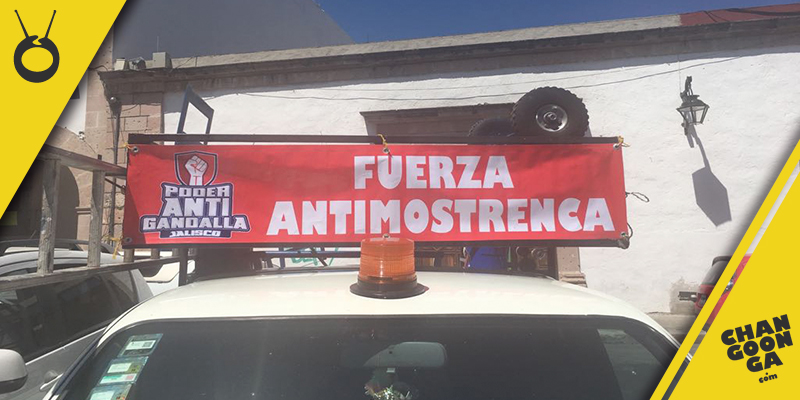 PODER
ANTI
GANDALLA
JALISCO
FUERZA
ANTIMOSTRENCA
CHAN
GOON
GA
.com